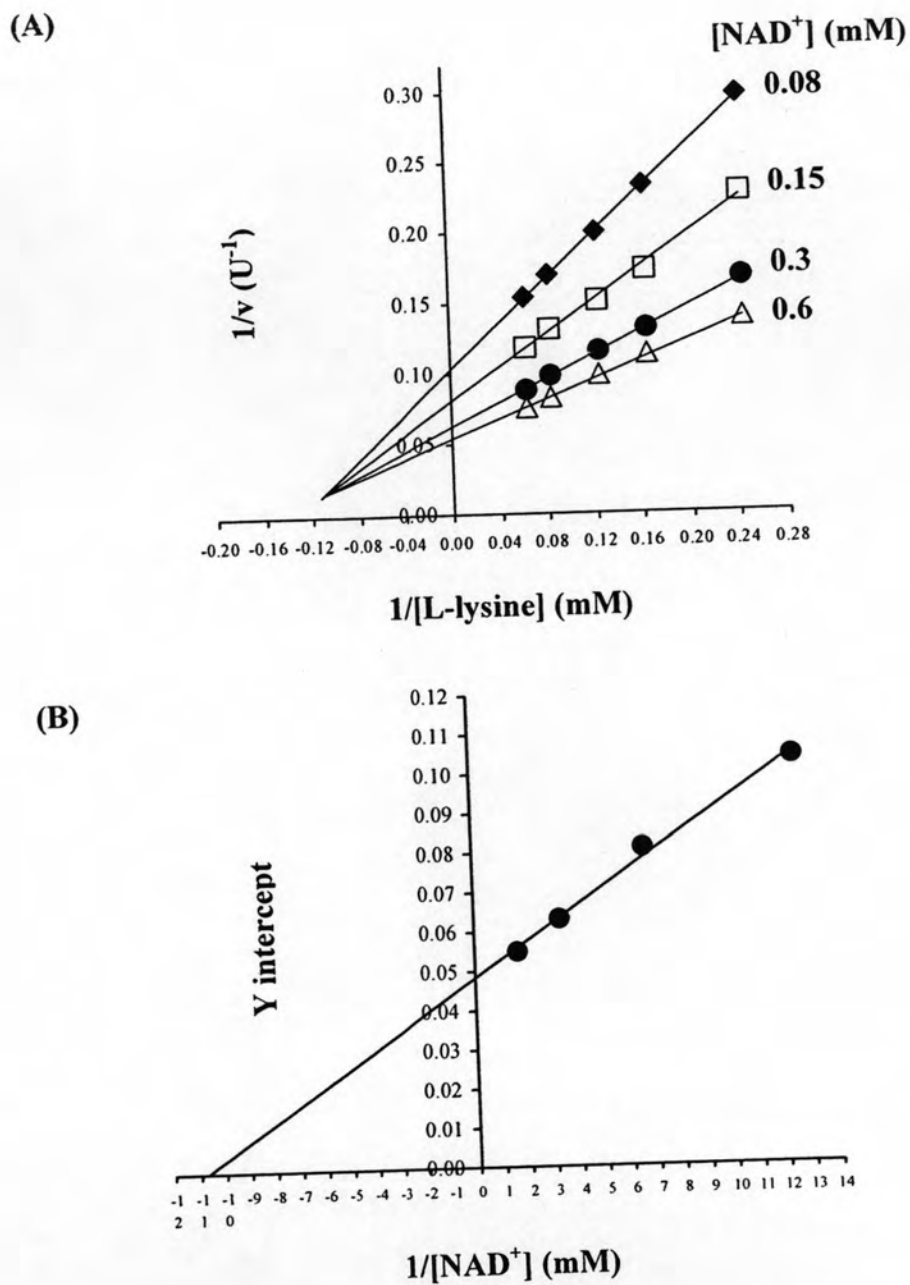 (A)
[NAD+] (mM)
0.08
0.15
0.3
0.6
1/v (U-1)
0.30
0.25
0.20
0.15
0.10
0.05
0.00
-0.20 -0.16 -0.12 -0.08 -0.04 0.00 0.04 0.08 0.12 0.16 0.20 0.24 0.28
1/[L-lysine] (mM)
(B)
Y intercept
0.12
0.11
0.10
0.09
0.08
0.07
0.06
0.05
0.04
0.03
0.02
0.01
0.00
-1 -1 -1 -9 -8 -7 -6 -5 -4 -3 -2 -1 0 1 2 3 4 5 6 7 8 9 10 11 12 13 14
2 1 0
1/[NAD+] (mM)